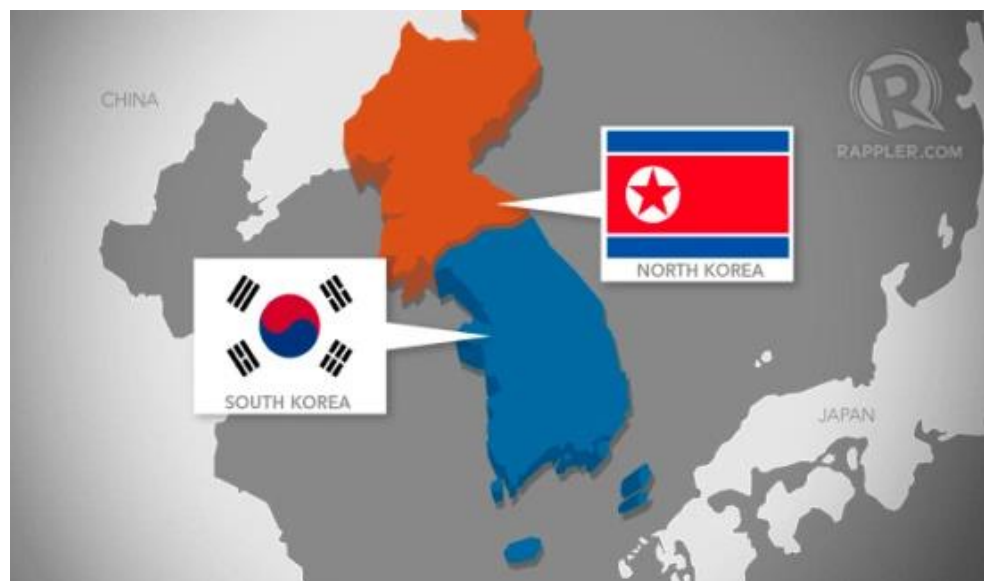 CHINA
R
RAPPLER.COM
NORTH KOREA
SOUTH KOREA
JAPAN